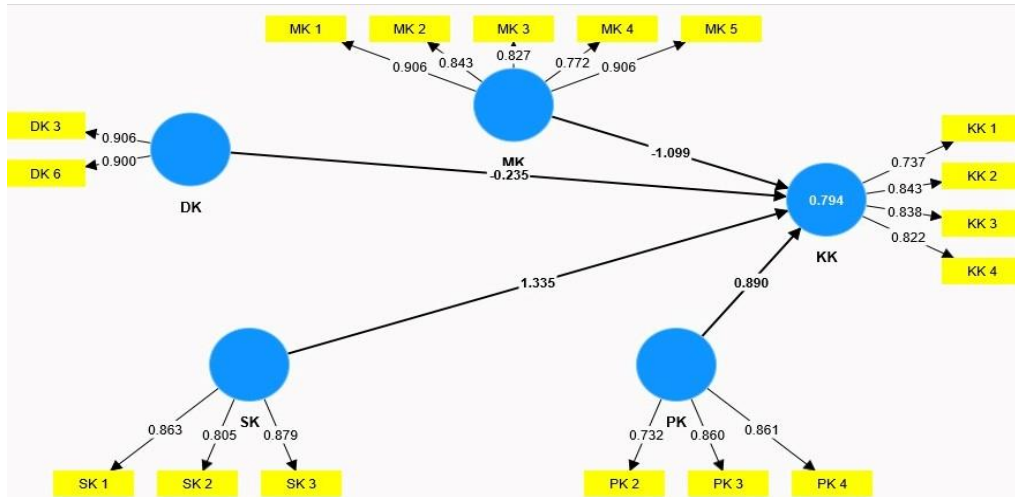 MK 1
MK 2
MK 3
MK 4
MK 5
0.906
0.843
0.827
0.772
0.906
MK
DK 3
DK 6
0.906
0.900
DK
-1.099
-0.235
KK 1
KK 2
KK 3
KK 4
0.737
0.843
0.838
0.822
0.794
KK
1.335
0.890
SK
0.863
0.805
0.879
SK 1
SK 2
SK 3
PK
0.732
0.860
0.861
PK 2
PK 3
PK 4